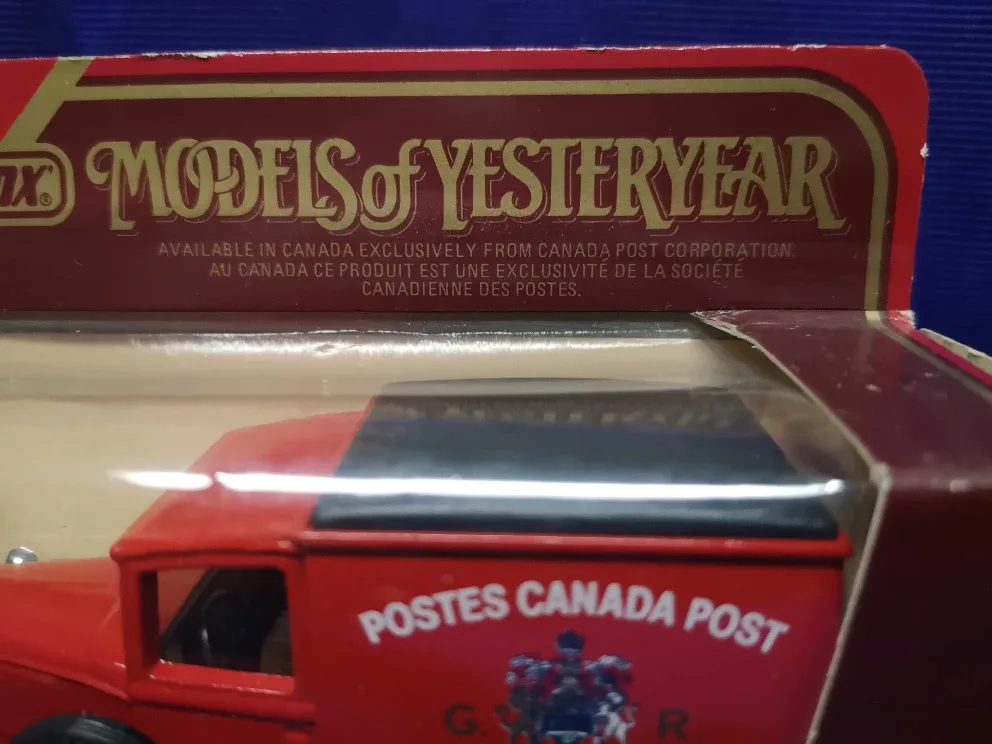 MODELS of YESTERYEAR
AVAILABLE IN CANADA EXCLUSIVELY FROM CANADA POST CORPORATION.
AU CANADA CE PRODUIT EST UNE EXCLUSIVITÉ DE LA SOCIÉTÉ
CANADIENNE DES POSTES.
POSTES CANADA POST
G. R.